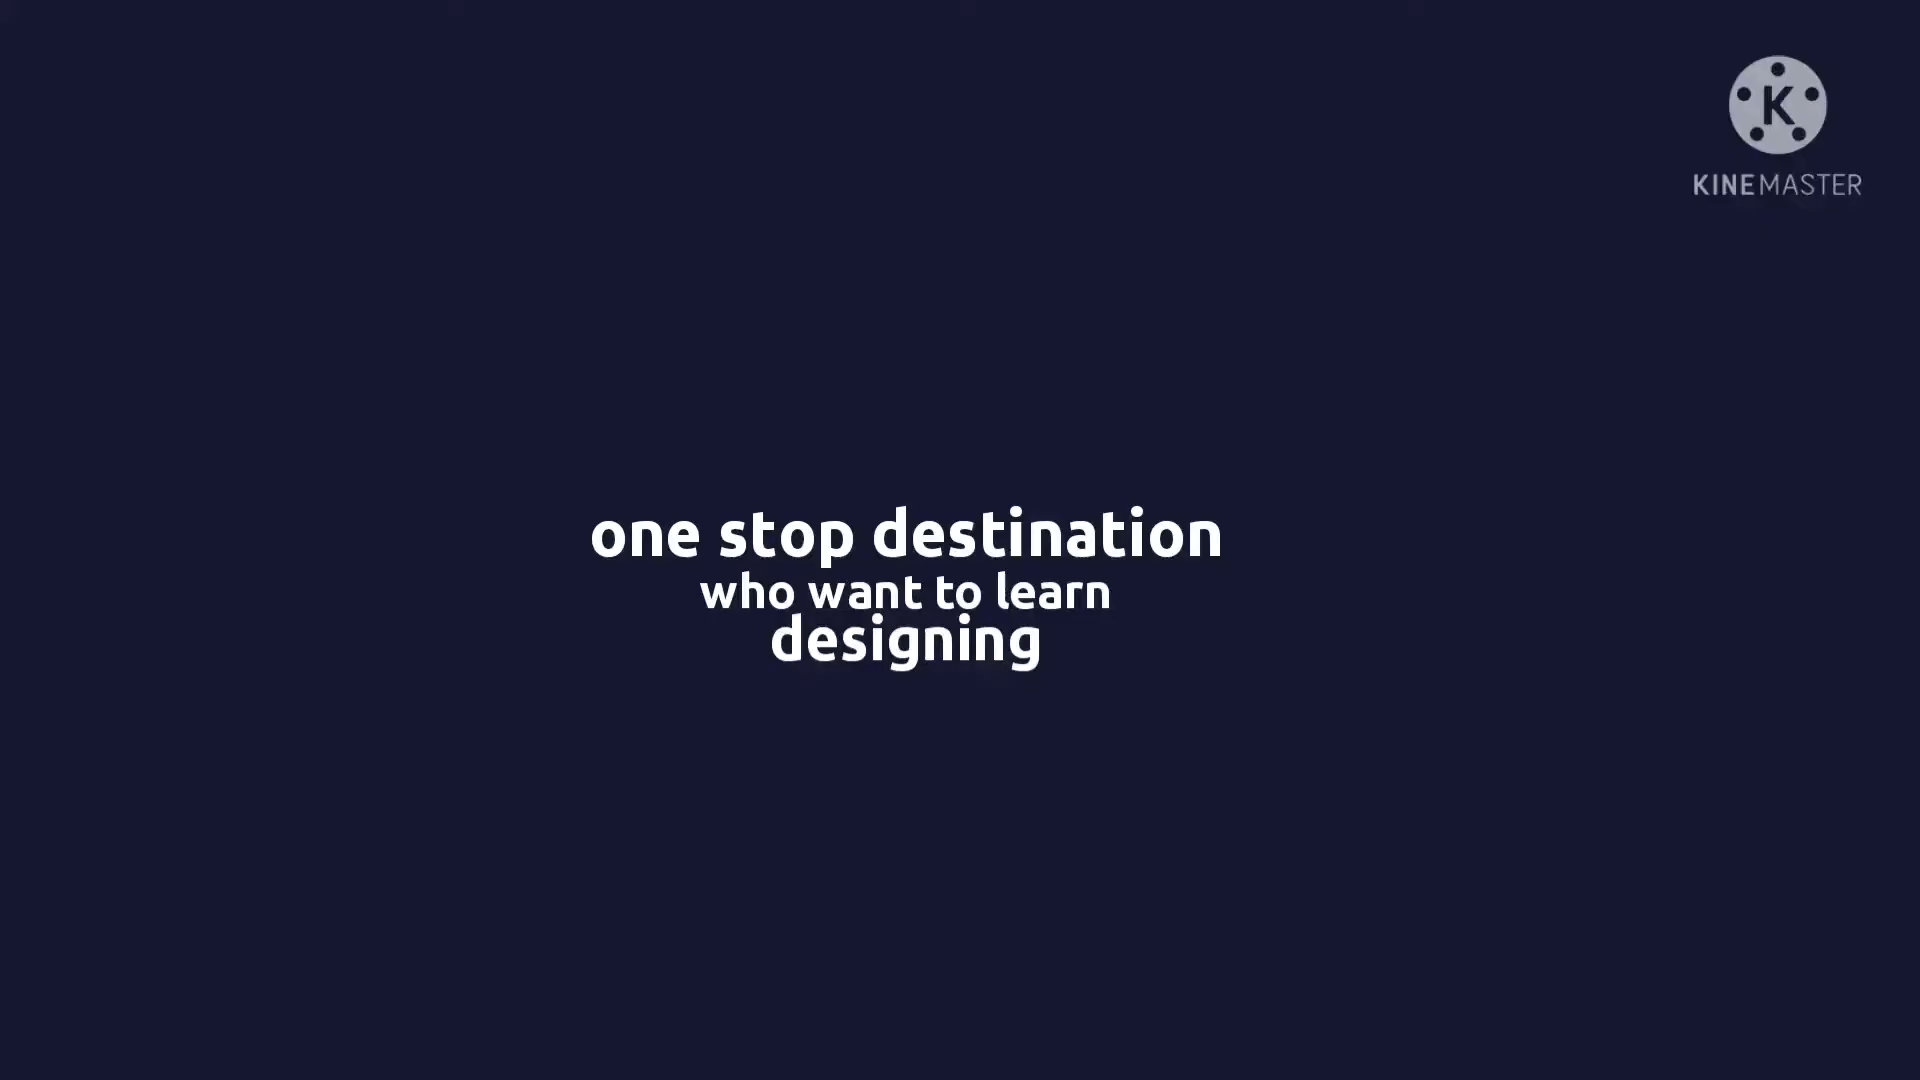 K
KINEMASTER
one stop destination
who want to learn
designing